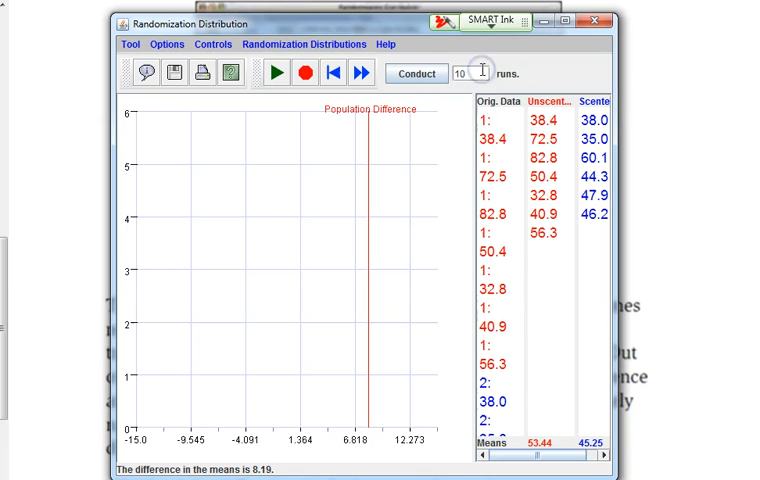 Randomization Distribution
SMART Ink
Tool Options Controls Randomization Distributions Help
Conduct 10 runs.
Population Difference
6
5
4
3
2
1
0
-15.0 -9.545 -4.091 1.364 6.818 12.273
Orig. Data Unscent... Scente
1: 38.4 38.0
38.4 72.5 35.0
1: 82.8 60.1
72.5 50.4 44.3
1: 32.8 47.9
82.8 40.9 46.2
1: 56.3
50.4
1:
32.8
1:
40.9
1:
56.3
2:
38.0
2:
Means 53.44 45.25
The difference in the means is 8.19.